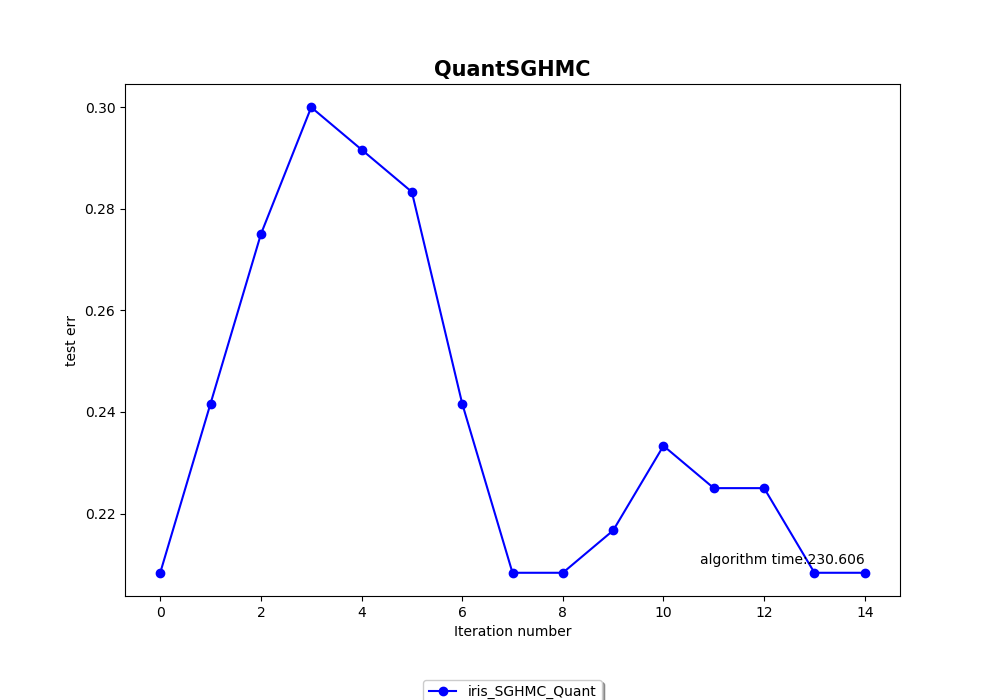 QuantSGHMC
0.30
0.28
0.26
0.24
0.22
test err
algorithm time:230.606
0 2 4 6 8 10 12 14
Iteration number
iris_SGHMC_Quant